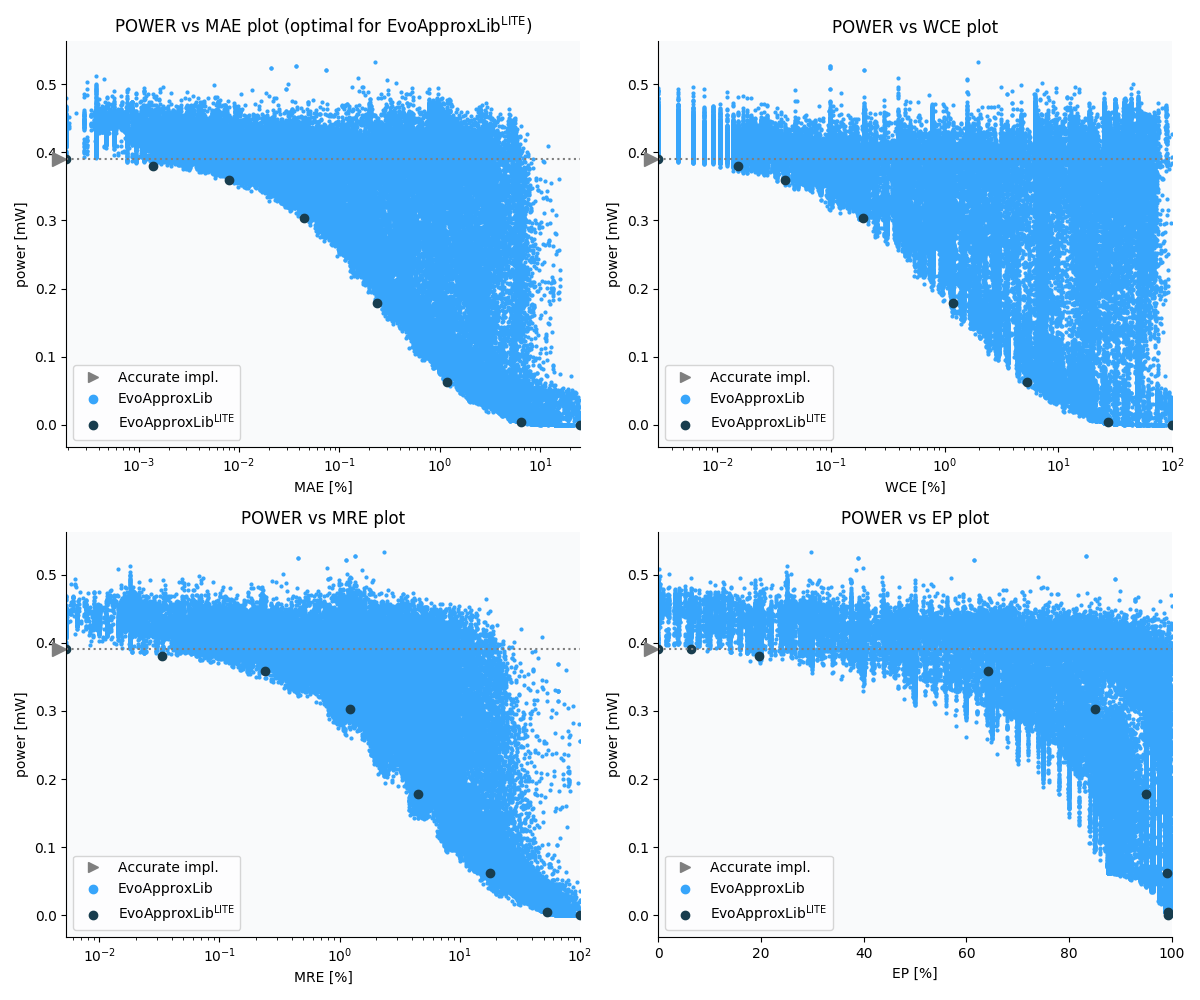 POWER vs MAE plot (optimal for EvoApproxLib^LITE)
0.5
0.4
0.3
0.2
0.1
0.0
power [mW]
Accurate impl.
EvoApproxLib
EvoApproxLib^LITE
10^−3 10^−2 10^−1 10^0 10^1
MAE [%]
POWER vs WCE plot
0.5
0.4
0.3
0.2
0.1
0.0
power [mW]
Accurate impl.
EvoApproxLib
EvoApproxLib^LITE
10^−2 10^−1 10^0 10^1 10^2
WCE [%]
POWER vs MRE plot
0.5
0.4
0.3
0.2
0.1
0.0
power [mW]
Accurate impl.
EvoApproxLib
EvoApproxLib^LITE
10^−2 10^−1 10^0 10^1 10^2
MRE [%]
POWER vs EP plot
0.5
0.4
0.3
0.2
0.1
0.0
power [mW]
Accurate impl.
EvoApproxLib
EvoApproxLib^LITE
0 20 40 60 80 100
EP [%]